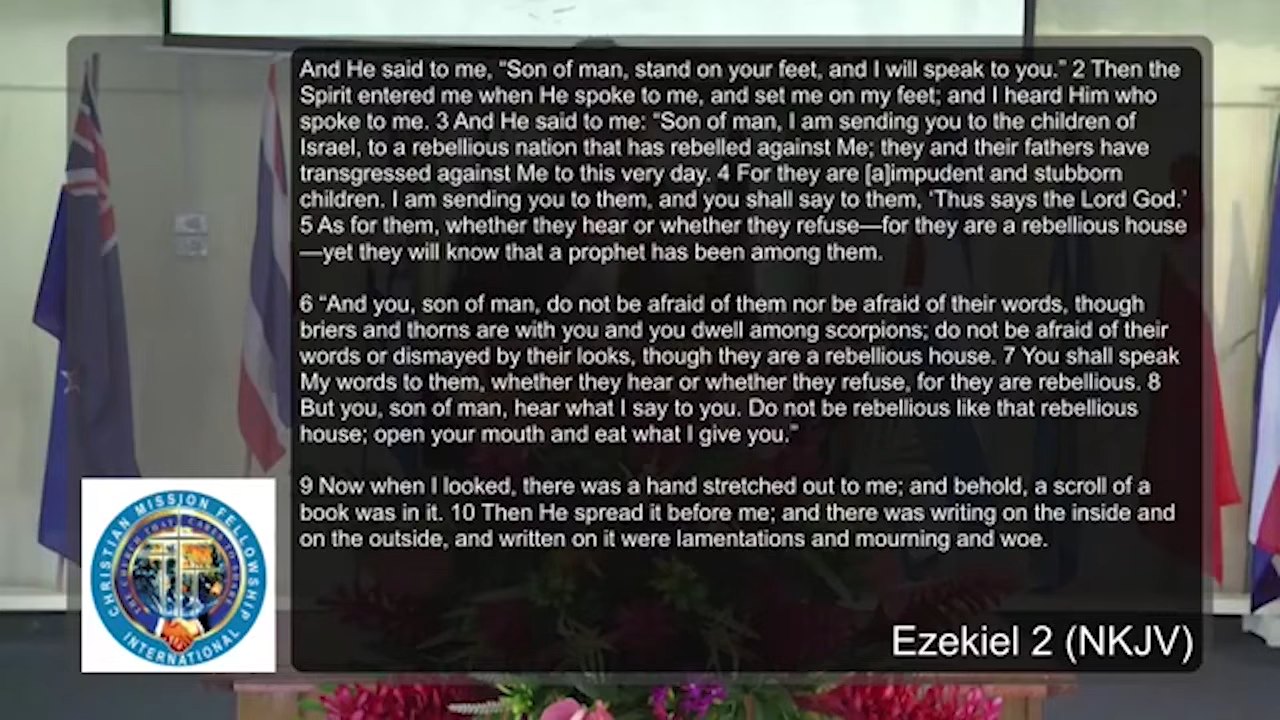 And He said to me, “Son of man, stand on your feet, and I will speak to you.” 2 Then the
Spirit entered me when He spoke to me, and set me on my feet; and I heard Him who
spoke to me. 3 And He said to me: “Son of man, I am sending you to the children of
Israel, to a rebellious nation that has rebelled against Me; they and their fathers have
transgressed against Me to this very day. 4 For they are [a]impudent and stubborn
children. I am sending you to them, and you shall say to them, ‘Thus says the Lord God.’
5 As for them, whether they hear or whether they refuse—for they are a rebellious house
—yet they will know that a prophet has been among them.
6 “And you, son of man, do not be afraid of them nor be afraid of their words, though
briers and thorns are with you and you dwell among scorpions; do not be afraid of their
words or dismayed by their looks, though they are a rebellious house. 7 You shall speak
My words to them, whether they hear or whether they refuse, for they are rebellious. 8
But you, son of man, hear what I say to you. Do not be rebellious like that rebellious
house; open your mouth and eat what I give you.”
9 Now when I looked, there was a hand stretched out to me; and behold, a scroll of a
book was in it. 10 Then He spread it before me; and there was writing on the inside and
on the outside, and written on it were lamentations and mourning and woe.
Ezekiel 2 (NKJV)
CHRISTIAN MISSION FELLOWSHIP
INTERNATIONAL
THE CHURCH THAT CARES TO SHARE